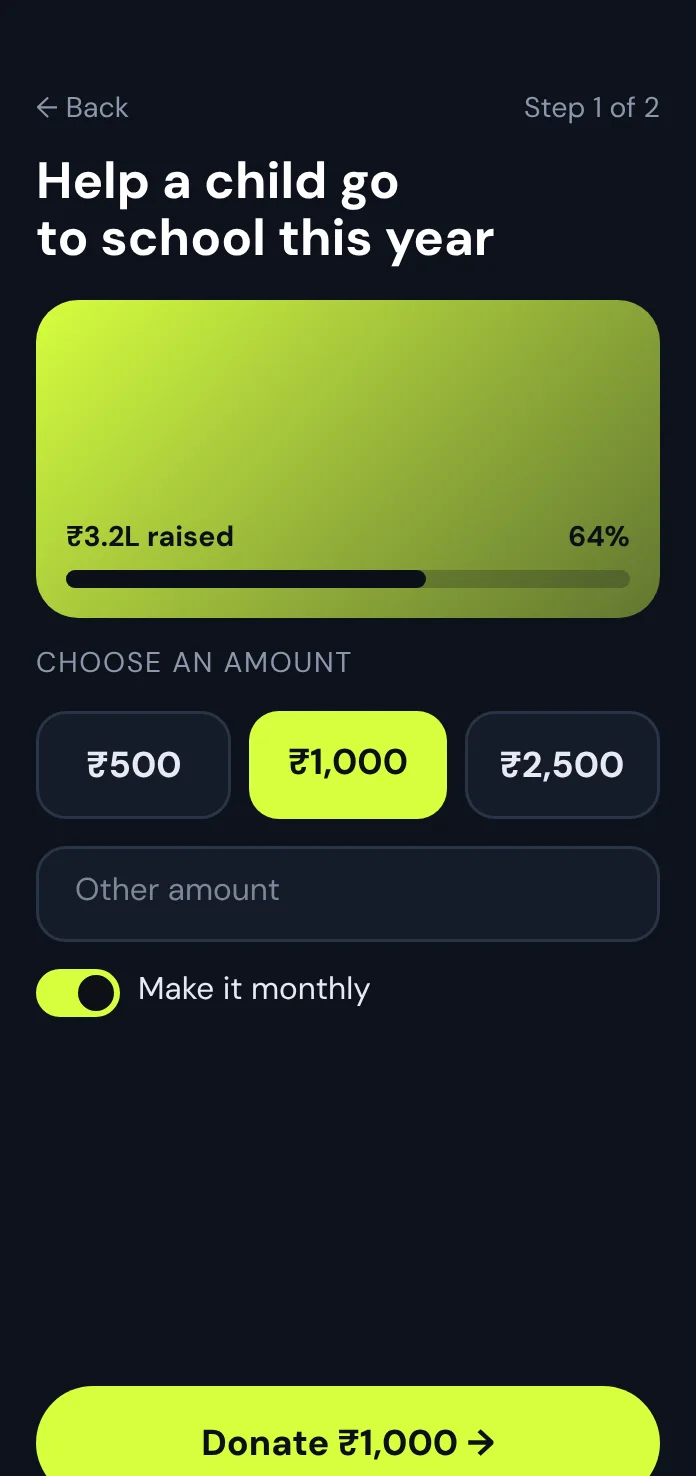 ← Back
Step 1 of 2
Help a child go
to school this year
₹3.2L raised
64%
CHOOSE AN AMOUNT
₹500
₹1,000
₹2,500
Other amount
Make it monthly
Donate ₹1,000 →